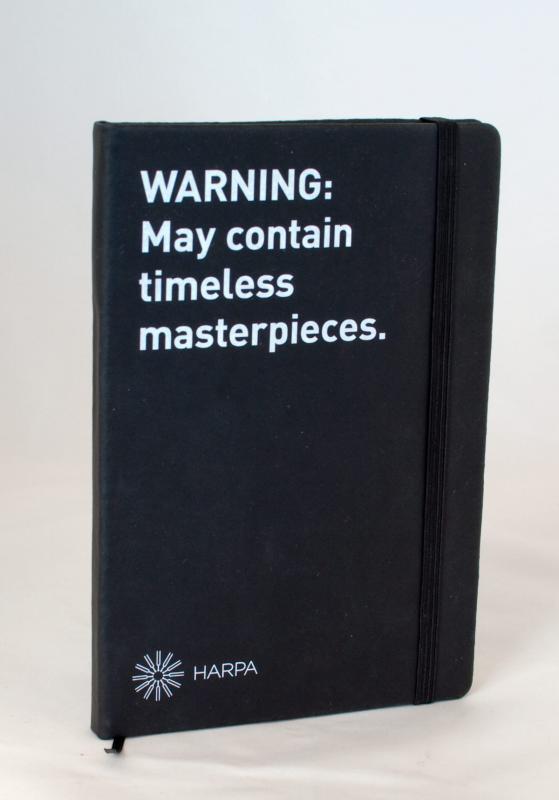 WARNING:
May contain
timeless
masterpieces.
HARPA